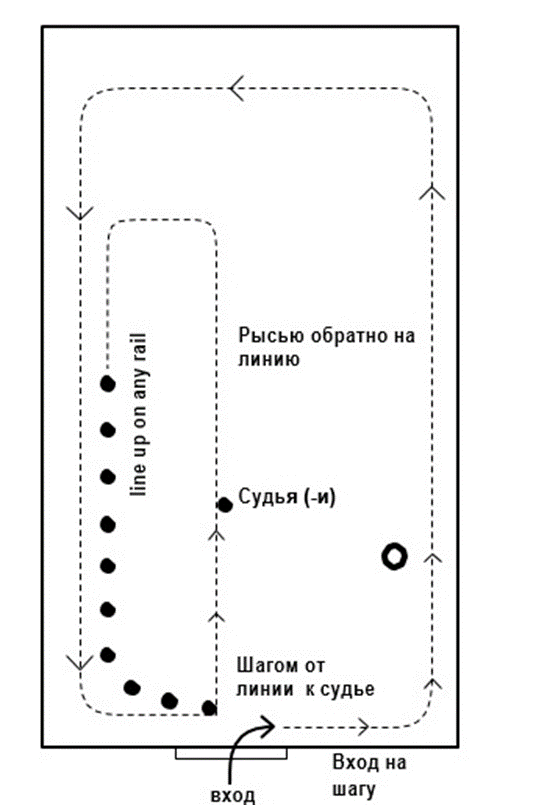 line up on any rail
Рысью обратно на
линию
Судья (-и)
Шагом от
линии к судье
Вход на
шагу
вход